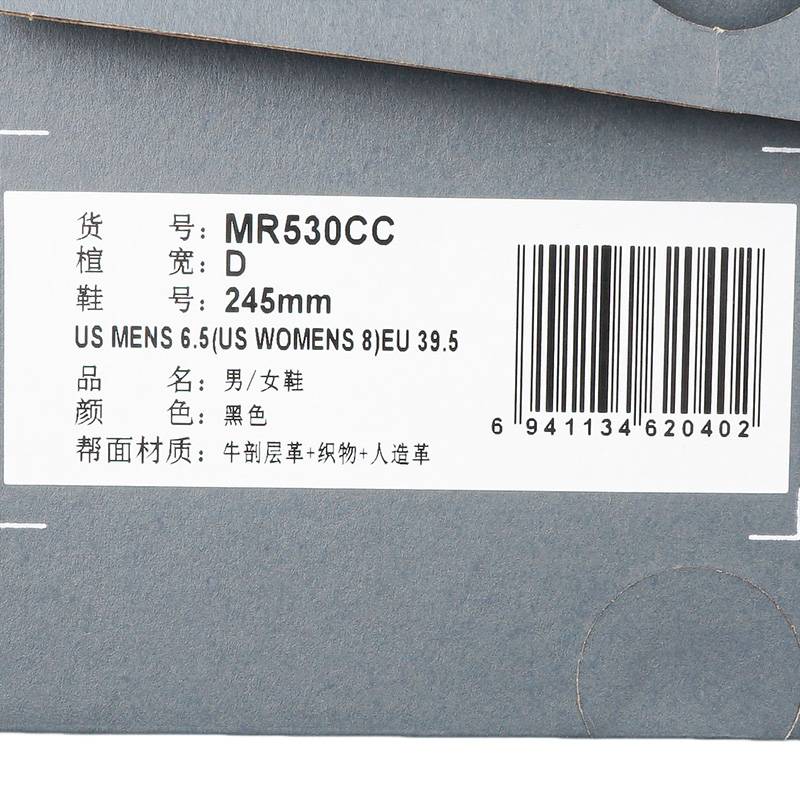 货 号: MR530CC
楦 宽: D
鞋 号: 245mm
US MENS 6.5(US WOMENS 8)EU 39.5
品 名: 男/女鞋
颜 色: 黑色
帮面材质: 牛剖层革+织物+人造革
6 941134 620402